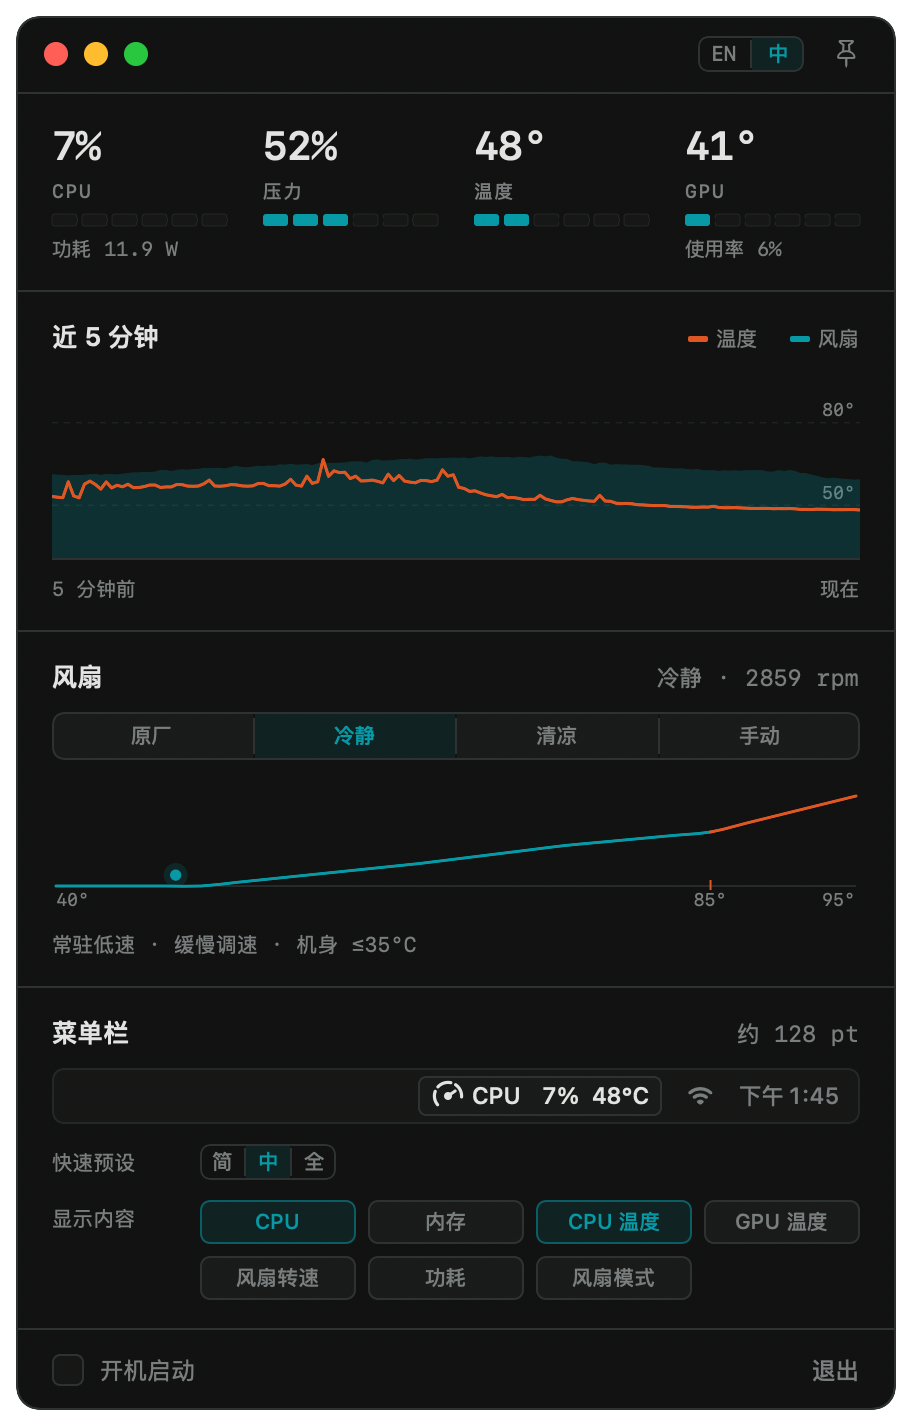 EN 中
7% 52% 48° 41°
CPU 压力 温度 GPU
功耗 11.9 W 使用率 6%
近 5 分钟 温度 风扇
80°
50°
5 分钟前 现在
风扇 冷静 · 2859 rpm
原厂 冷静 清凉 手动
40° 85° 95°
常驻低速 · 缓慢调速 · 机身 ≤35°C
菜单栏 约 128 pt
CPU 7% 48°C 下午 1:45
快速预设 简 中 全
显示内容 CPU 内存 CPU 温度 GPU 温度
风扇转速 功耗 风扇模式
开机启动 退出